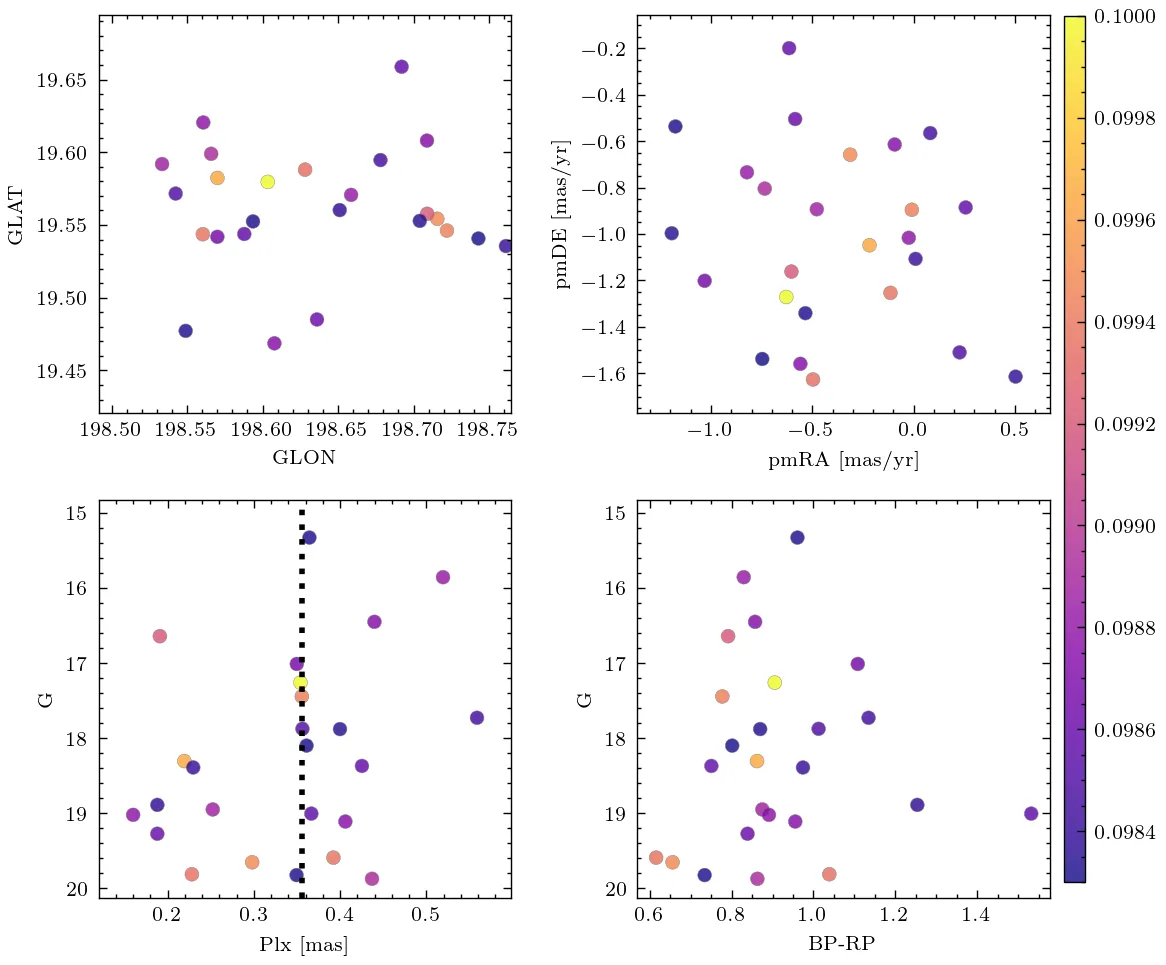 19.65
19.60
19.55
19.50
19.45
GLAT
198.50 198.55 198.60 198.65 198.70 198.75
GLON
−0.2
−0.4
−0.6
−0.8
−1.0
−1.2
−1.4
−1.6
pmDE [mas/yr]
−1.0 −0.5 0.0 0.5
pmRA [mas/yr]
0.1000
0.0998
0.0996
0.0994
0.0992
0.0990
0.0988
0.0986
0.0984
15
16
17
18
19
20
G
0.2 0.3 0.4 0.5
Plx [mas]
15
16
17
18
19
20
G
0.6 0.8 1.0 1.2 1.4
BP-RP